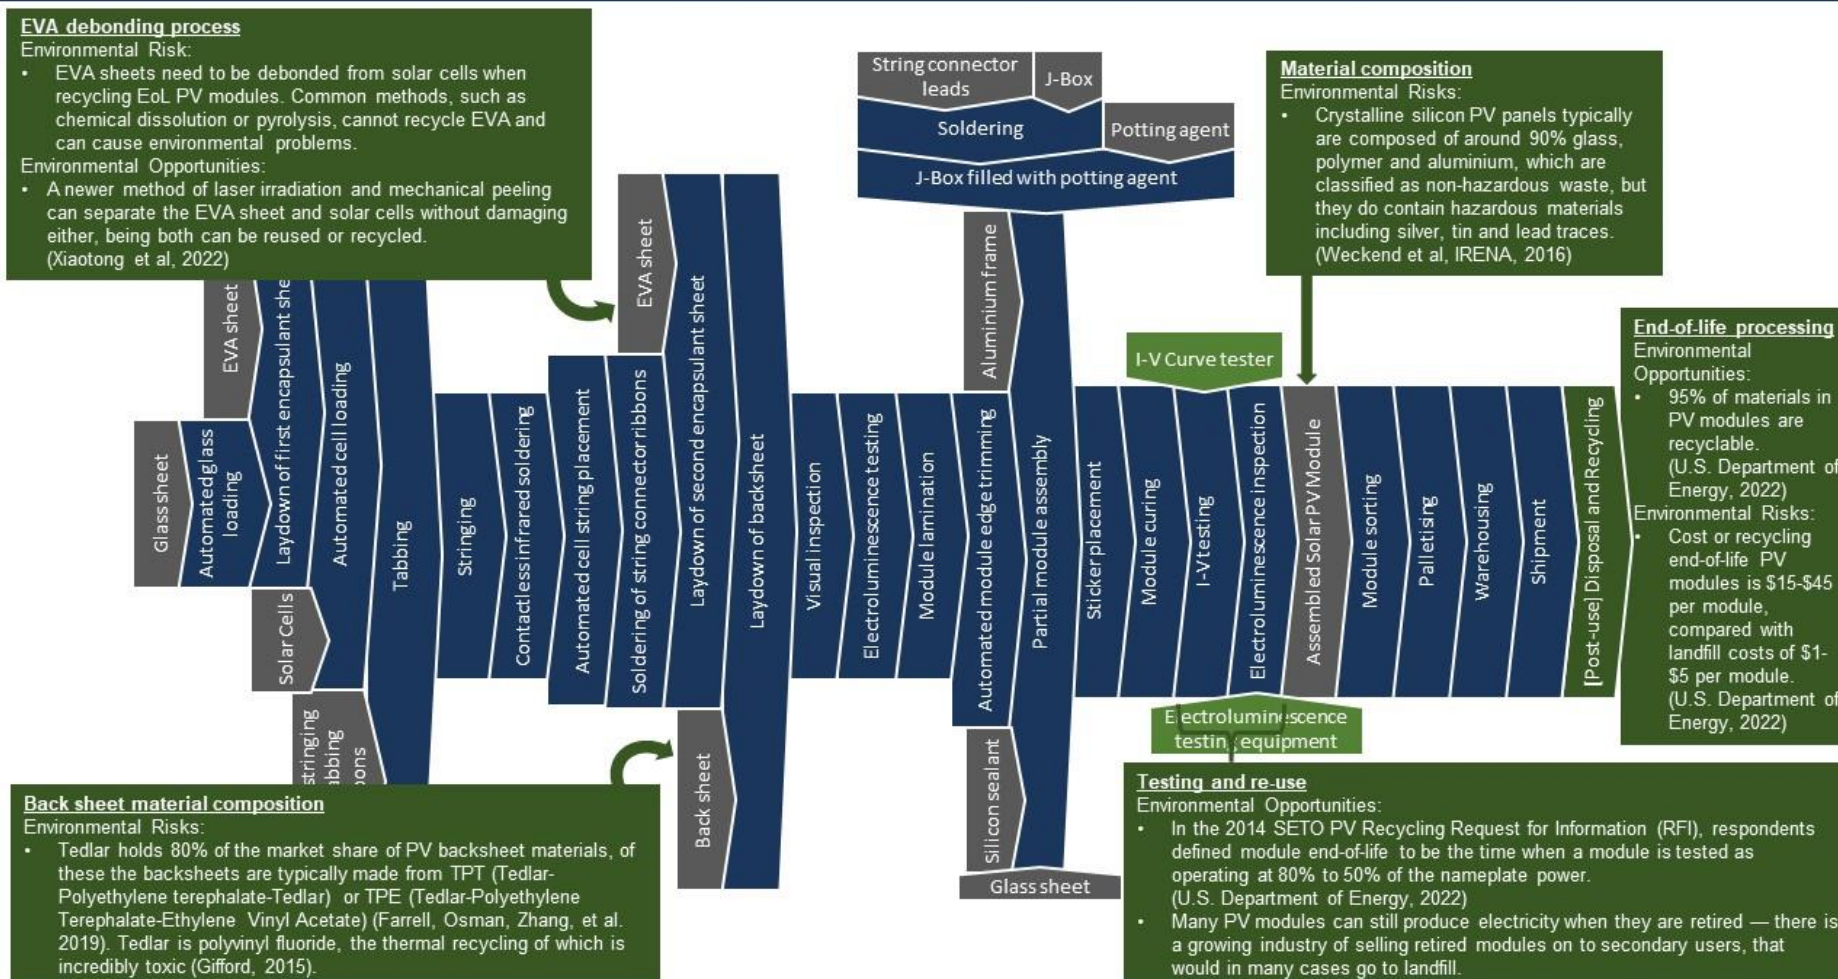 EVA debonding process
Environmental Risk:
• EVA sheets need to be debonded from solar cells when
recycling EoL PV modules. Common methods, such as
chemical dissolution or pyrolysis, cannot recycle EVA and
can cause environmental problems.
Environmental Opportunities:
• A newer method of laser irradiation and mechanical peeling
can separate the EVA sheet and solar cells without damaging
either, being both can be reused or recycled.
(Xiaotong et al, 2022)
String connector
leads
J-Box
Soldering
Potting agent
J-Box filled with potting agent
Material composition
Environmental Risks:
• Crystalline silicon PV panels typically
are composed of around 90% glass,
polymer and aluminium, which are
classified as non-hazardous waste, but
they do contain hazardous materials
including silver, tin and lead traces.
(Weckend et al, IRENA, 2016)
Glass sheet
Automated glass
loading
EVA sheet
Laydown of first encapsulant she
Solar Cells
Automated cell loading
stringing
abbing
bons
Tabbing
Stringing
Contactless infrared soldering
Automated cell string placement
Soldering of string connector ribbons
EVA sheet
Laydown of second encapsulant sheet
Back sheet
Laydown of backsheet
Visual inspection
Electroluminescence testing
Module lamination
Automated module edge trimming
Aluminium frame
Silicon sealant
Glass sheet
Partial module assembly
Sticker placement
Module curing
I-V testing
I-V Curve tester
Electroluminescence inspection
Electroluminescence
testing equipment
Assembled Solar PV Module
Module sorting
Palletising
Warehousing
Shipment
[Post-use] Disposal and Recycling
End-of-life processing
Environmental
Opportunities:
• 95% of materials in
PV modules are
recyclable.
(U.S. Department of
Energy, 2022)
Environmental Risks:
• Cost or recycling
end-of-life PV
modules is $15-$45
per module,
compared with
landfill costs of $1-
$5 per module.
(U.S. Department of
Energy, 2022)
Back sheet material composition
Environmental Risks:
• Tedlar holds 80% of the market share of PV backsheet materials, of
these the backsheets are typically made from TPT (Tedlar-
Polyethylene terephalate-Tedlar) or TPE (Tedlar-Polyethylene
Terephalate-Ethylene Vinyl Acetate) (Farrell, Osman, Zhang, et al.
2019). Tedlar is polyvinyl fluoride, the thermal recycling of which is
incredibly toxic (Gifford, 2015).
Testing and re-use
Environmental Opportunities:
• In the 2014 SETO PV Recycling Request for Information (RFI), respondents
defined module end-of-life to be the time when a module is tested as
operating at 80% to 50% of the nameplate power.
(U.S. Department of Energy, 2022)
• Many PV modules can still produce electricity when they are retired — there is
a growing industry of selling retired modules on to secondary users, that
would in many cases go to landfill.